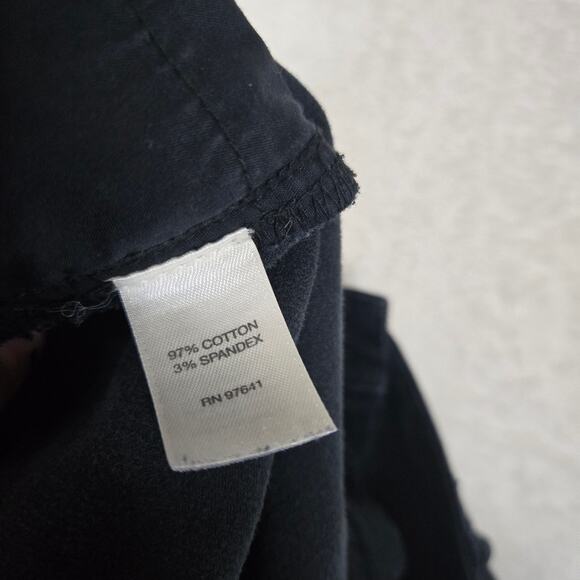 97% COTTON
3% SPANDEX
RN 97641